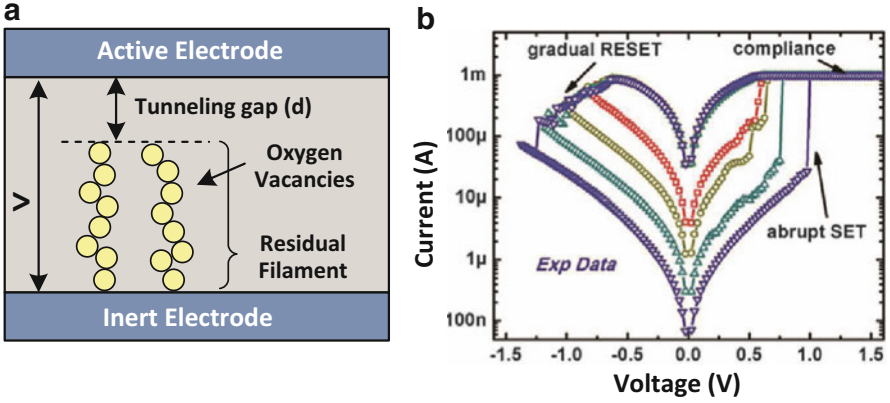 a
Active Electrode
Tunneling gap (d)
Oxygen
Vacancies
V
Residual
Filament
Inert Electrode
b
gradual RESET
compliance
1m
100µ
10µ
1µ
100n
Current (A)
abrupt SET
Exp Data
-1.5 -1.0 -0.5 0.0 0.5 1.0 1.5
Voltage (V)